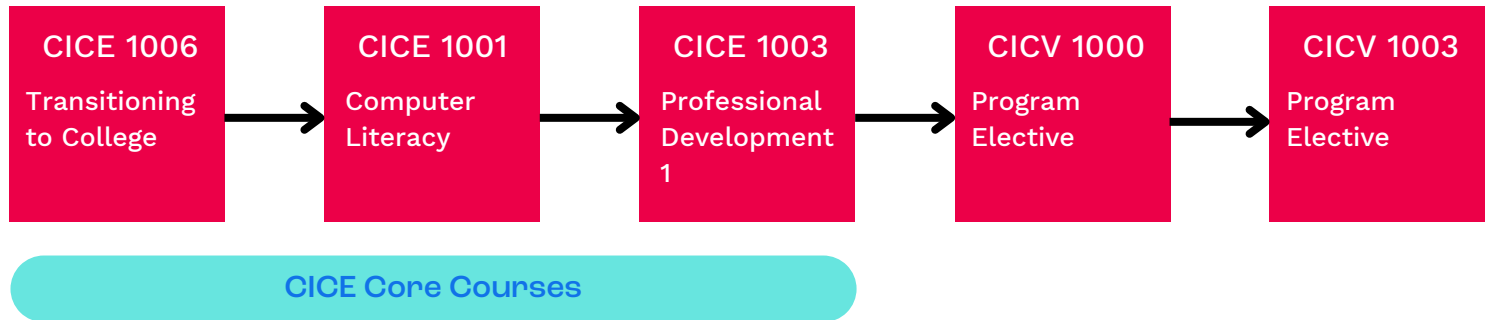 CICE 1006
Transitioning
to College
CICE 1001
Computer
Literacy
CICE 1003
Professional
Development
1
CICV 1000
Program
Elective
CICV 1003
Program
Elective
CICE Core Courses